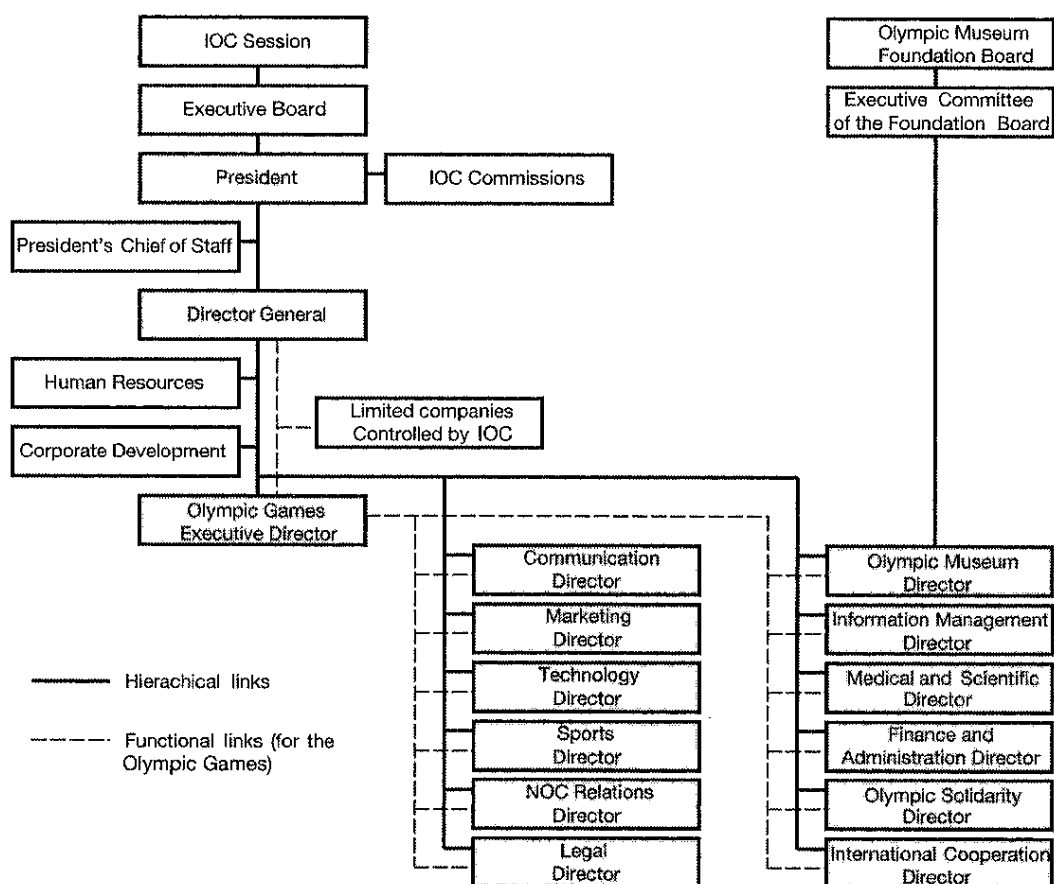 IOC Session
Executive Board
President
IOC Commissions
President's Chief of Staff
Director General
Human Resources
Limited companies
Controlled by IOC
Corporate Development
Olympic Games
Executive Director
Olympic Museum
Foundation Board
Executive Committee
of the Foundation Board
Communication
Director
Marketing
Director
Technology
Director
Sports
Director
NOC Relations
Director
Legal
Director
Olympic Museum
Director
Information Management
Director
Medical and Scientific
Director
Finance and
Administration Director
Olympic Solidarity
Director
International Cooperation
Director
Hierachical links
Functional links (for the
Olympic Games)